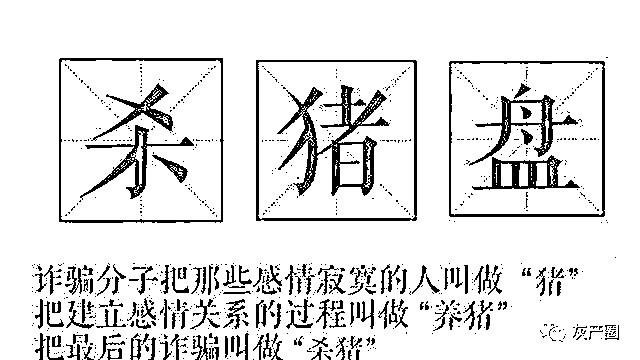 杀猪盘
诈骗分子把那些感情寂寞的人叫做“猪”
把建立感情关系的过程叫做“养猪”
把最后的诈骗叫做“杀猪”
灰产圈